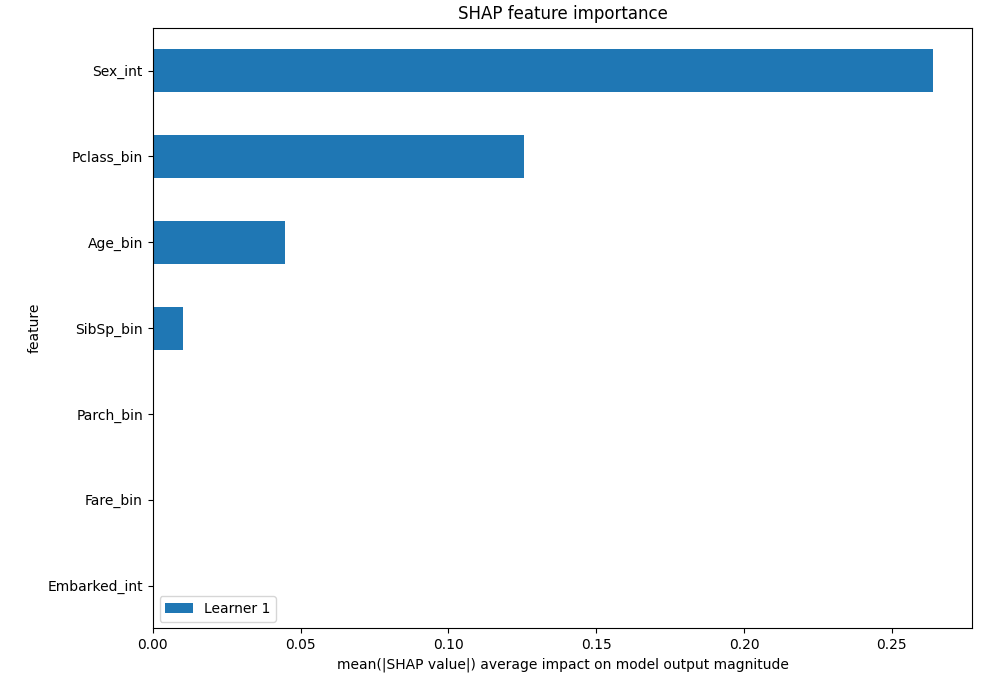 SHAP feature importance
Sex_int
Pclass_bin
Age_bin
SibSp_bin
Parch_bin
Fare_bin
Embarked_int
feature
Learner 1
0.00 0.05 0.10 0.15 0.20 0.25
mean(|SHAP value|) average impact on model output magnitude